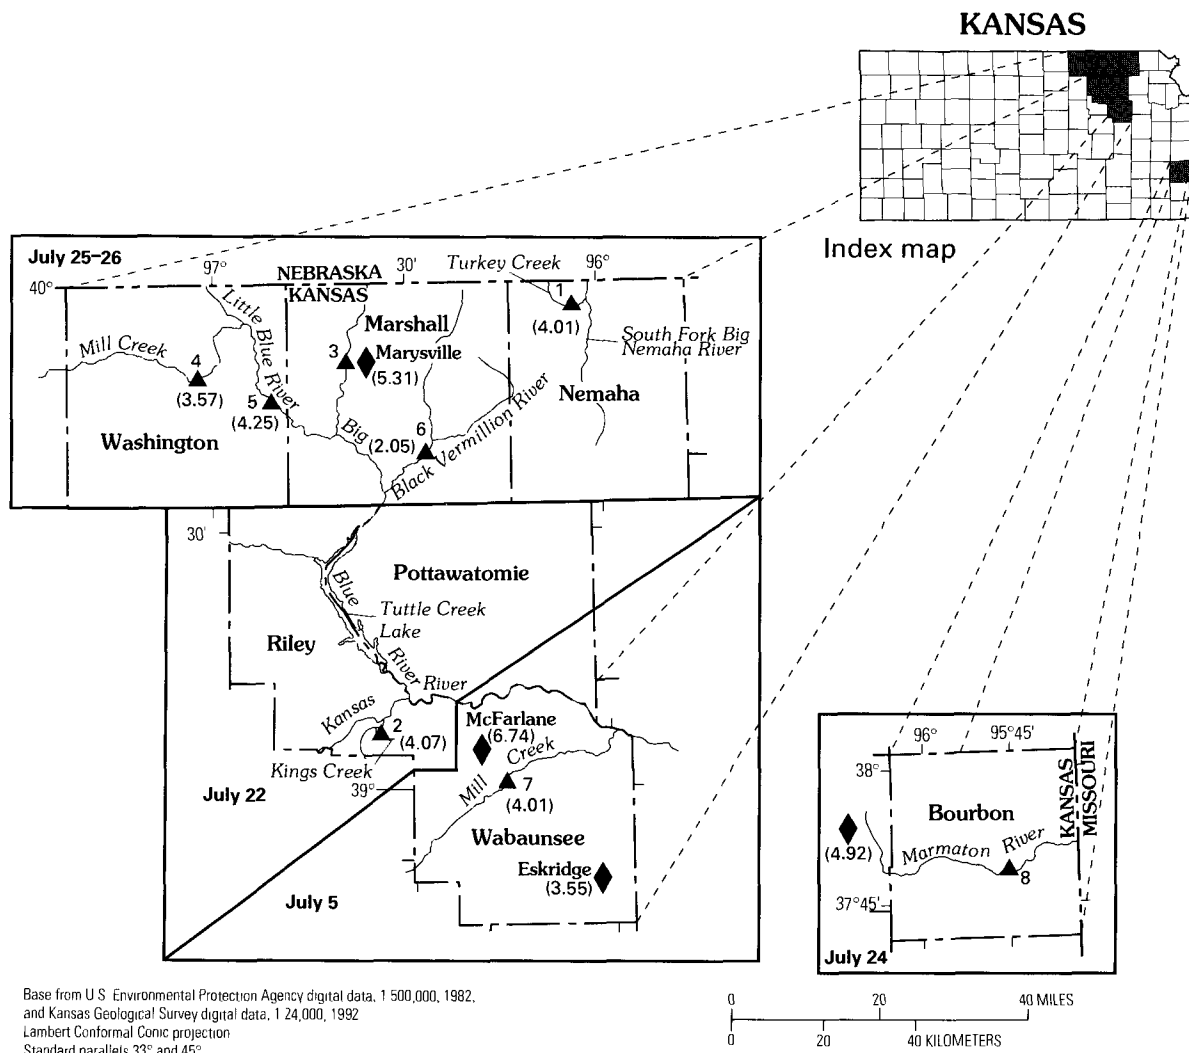 KANSAS
Index map
July 25–26
97°
30'
Turkey Creek
96°
40°
NEBRASKA
KANSAS
1
(4.01)
Little Blue River
Marshall
South Fork Big
Nemaha River
Mill Creek
4
(3.57)
3
Marysville
(5.31)
5
(4.25)
Nemaha
Washington
Big
(2.05)
6
Black Vermillion River
30'
Blue
Pottawatomie
Tuttle Creek
Lake
Riley
River
River
Kansas
2
(4.07)
McFarlane
(6.74)
Kings Creek
Mill
Creek
7
(4.01)
July 22
39°
Wabaunsee
Eskridge
(3.55)
July 5
96°
95°45'
38°
KANSAS
MISSOURI
Bourbon
(4.92)
Marmaton
River
8
37°45'
July 24
Base from U S Environmental Protection Agency digital data, 1 500,000, 1982,
and Kansas Geological Survey digital data, 1 24,000, 1992
Lambert Conformal Conic projection
Standard parallels 33° and 45°
0 20 40 MILES
0 20 40 KILOMETERS